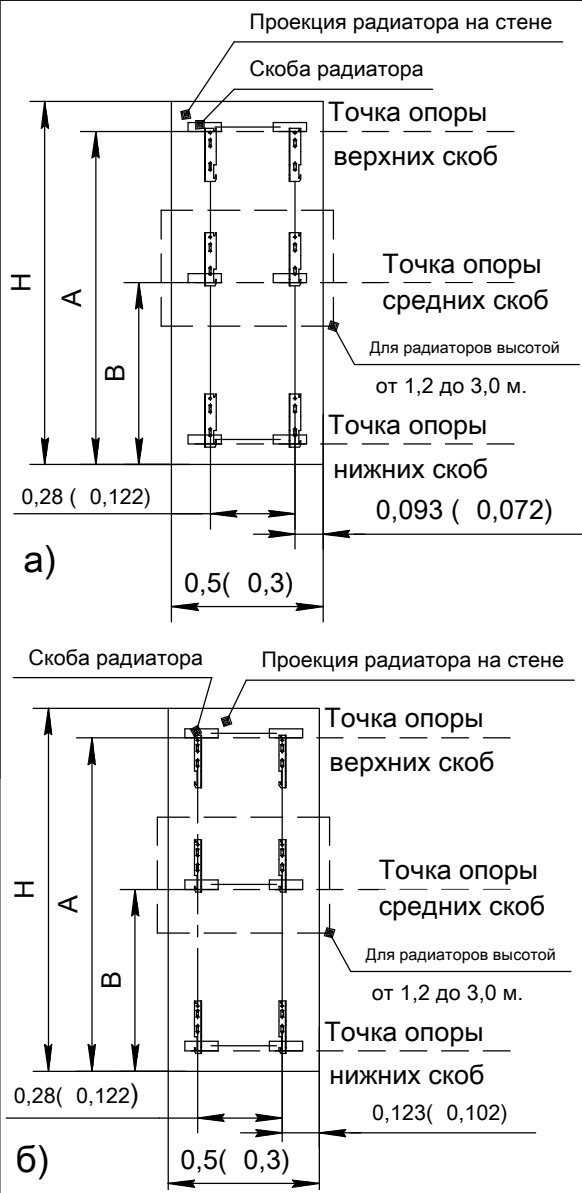 Проекция радиатора на стене
Скоба радиатора
Точка опоры
верхних скоб
Точка опоры
средних скоб
Для радиаторов высотой
от 1,2 до 3,0 м.
Точка опоры
нижних скоб
H
A
B
0,28 ( 0,122)
0,093 ( 0,072)
а)
0,5( 0,3)
Скоба радиатора
Проекция радиатора на стене
Точка опоры
верхних скоб
Точка опоры
средних скоб
Для радиаторов высотой
от 1,2 до 3,0 м.
Точка опоры
нижних скоб
H
A
B
0,28( 0,122)
0,123( 0,102)
б)
0,5( 0,3)